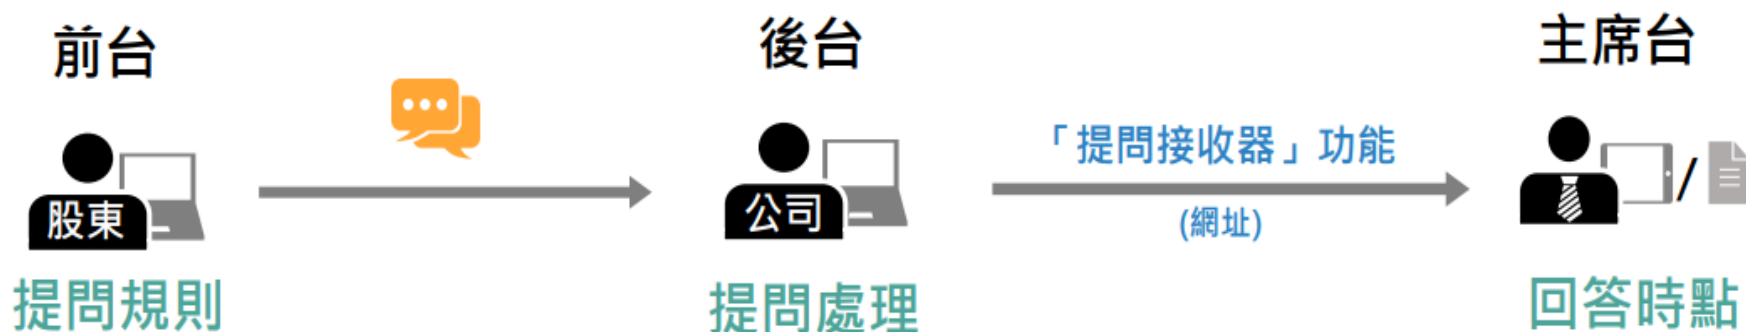 前台
後台
主席台
「提問接收器」功能
(網址)
/
股東
公司
提問規則
提問處理
回答時點